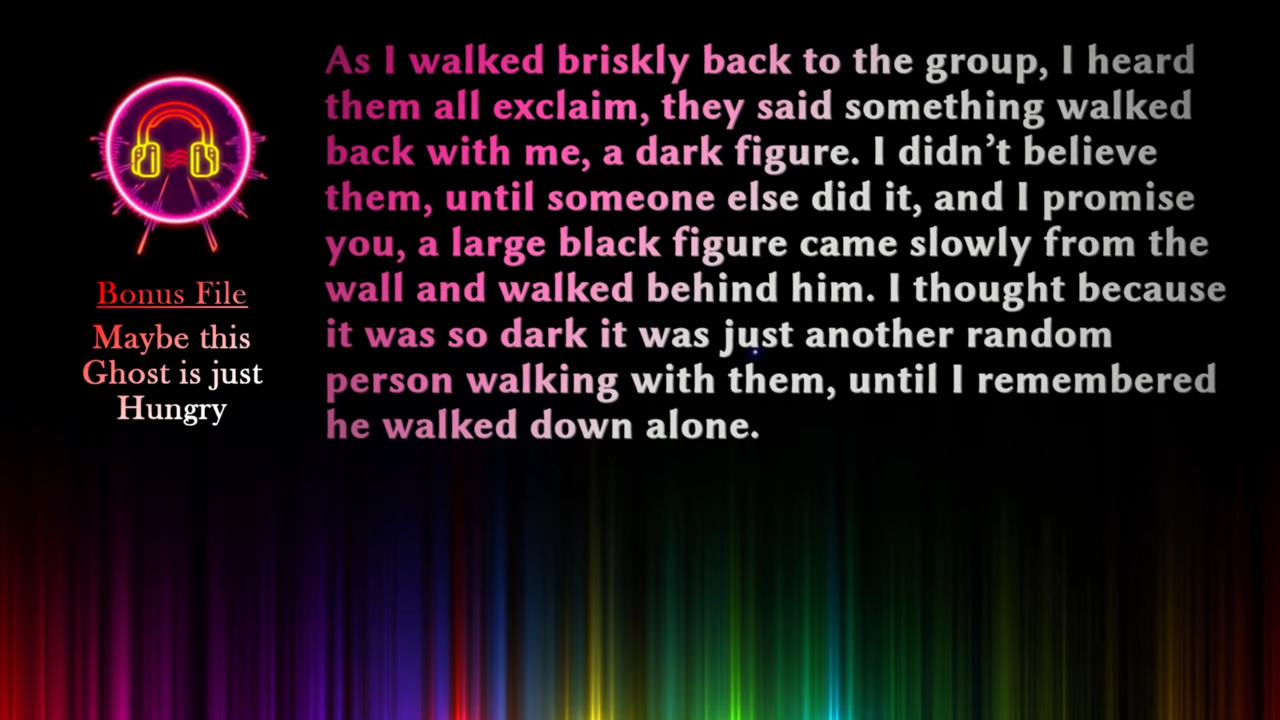 Bonus File
Maybe this
Ghost is just
Hungry
As I walked briskly back to the group, I heard
them all exclaim, they said something walked
back with me, a dark figure. I didn’t believe
them, until someone else did it, and I promise
you, a large black figure came slowly from the
wall and walked behind him. I thought because
it was so dark it was just another random
person walking with them, until I remembered
he walked down alone.